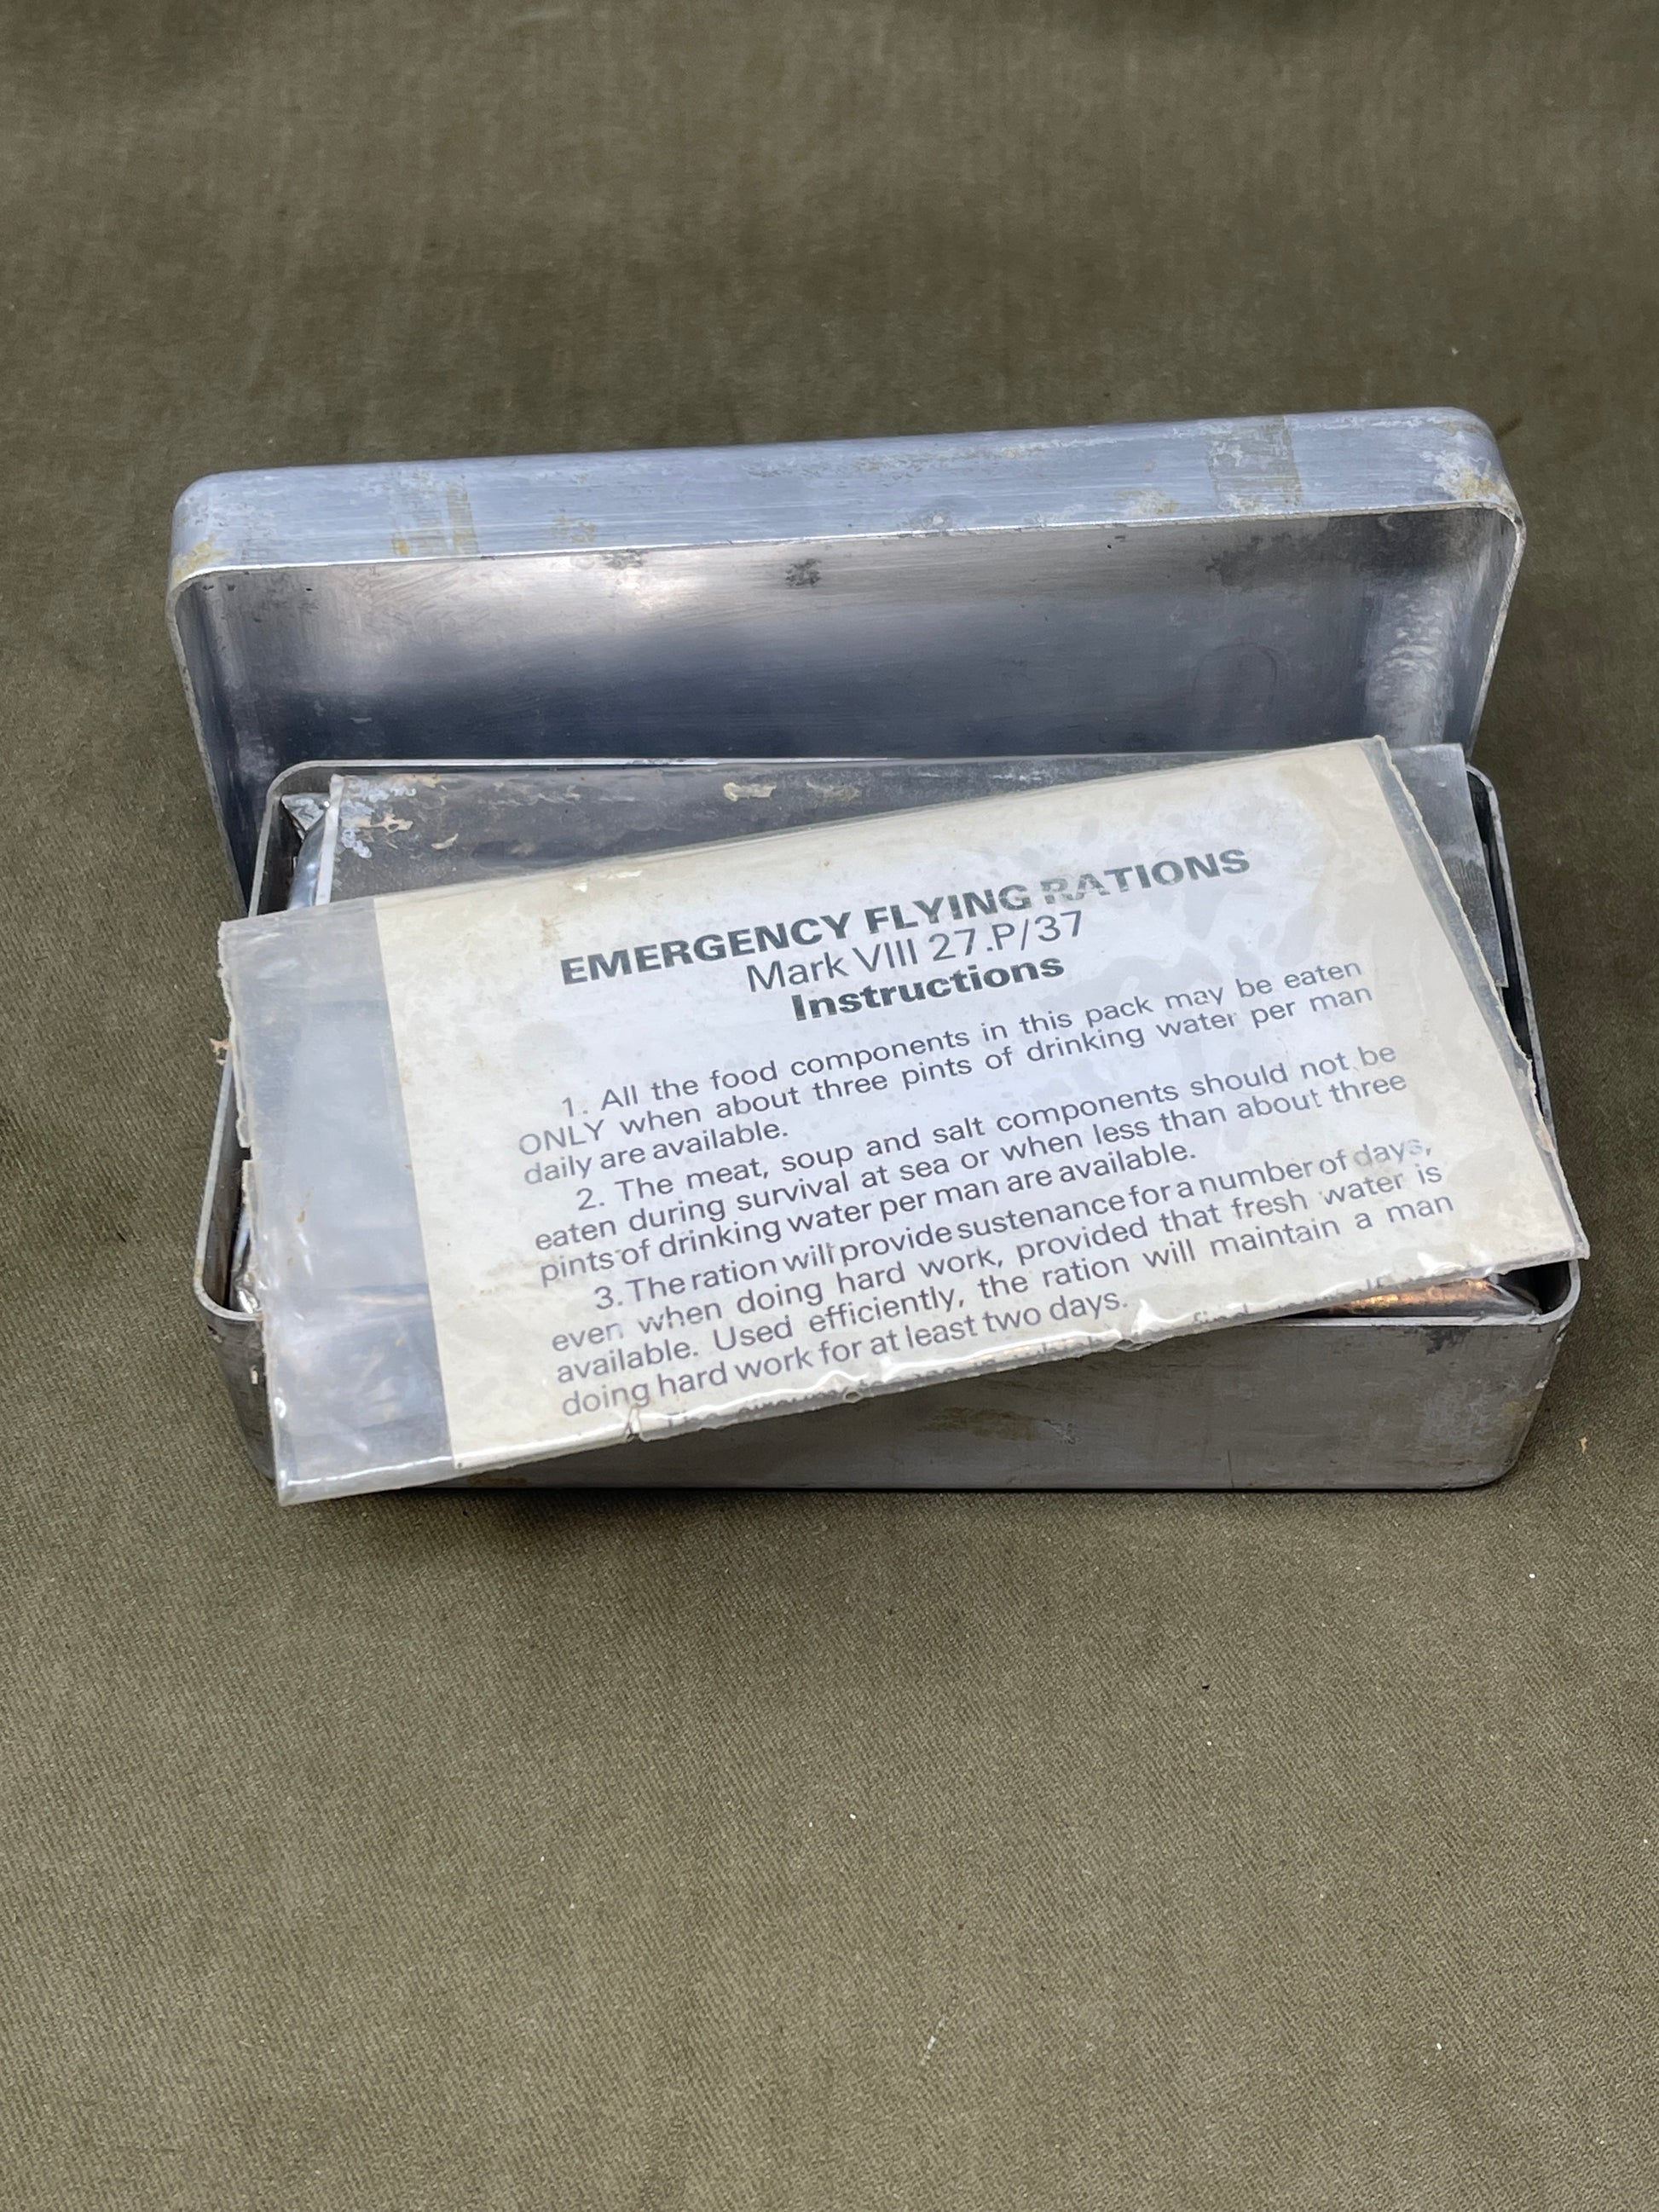 EMERGENCY FLYING RATIONS
Mark VIII 27.P/37
Instructions
1. All the food components in this pack may be eaten
ONLY when about three pints of drinking water per man
daily are available.
2. The meat, soup and salt components should not be
eaten during survival at sea or when less than about three
pints of drinking water per man are available.
3. The ration will provide sustenance for a number of days,
even when doing hard work, provided that fresh water is
available. Used efficiently, the ration will maintain a man
doing hard work for at least two days.